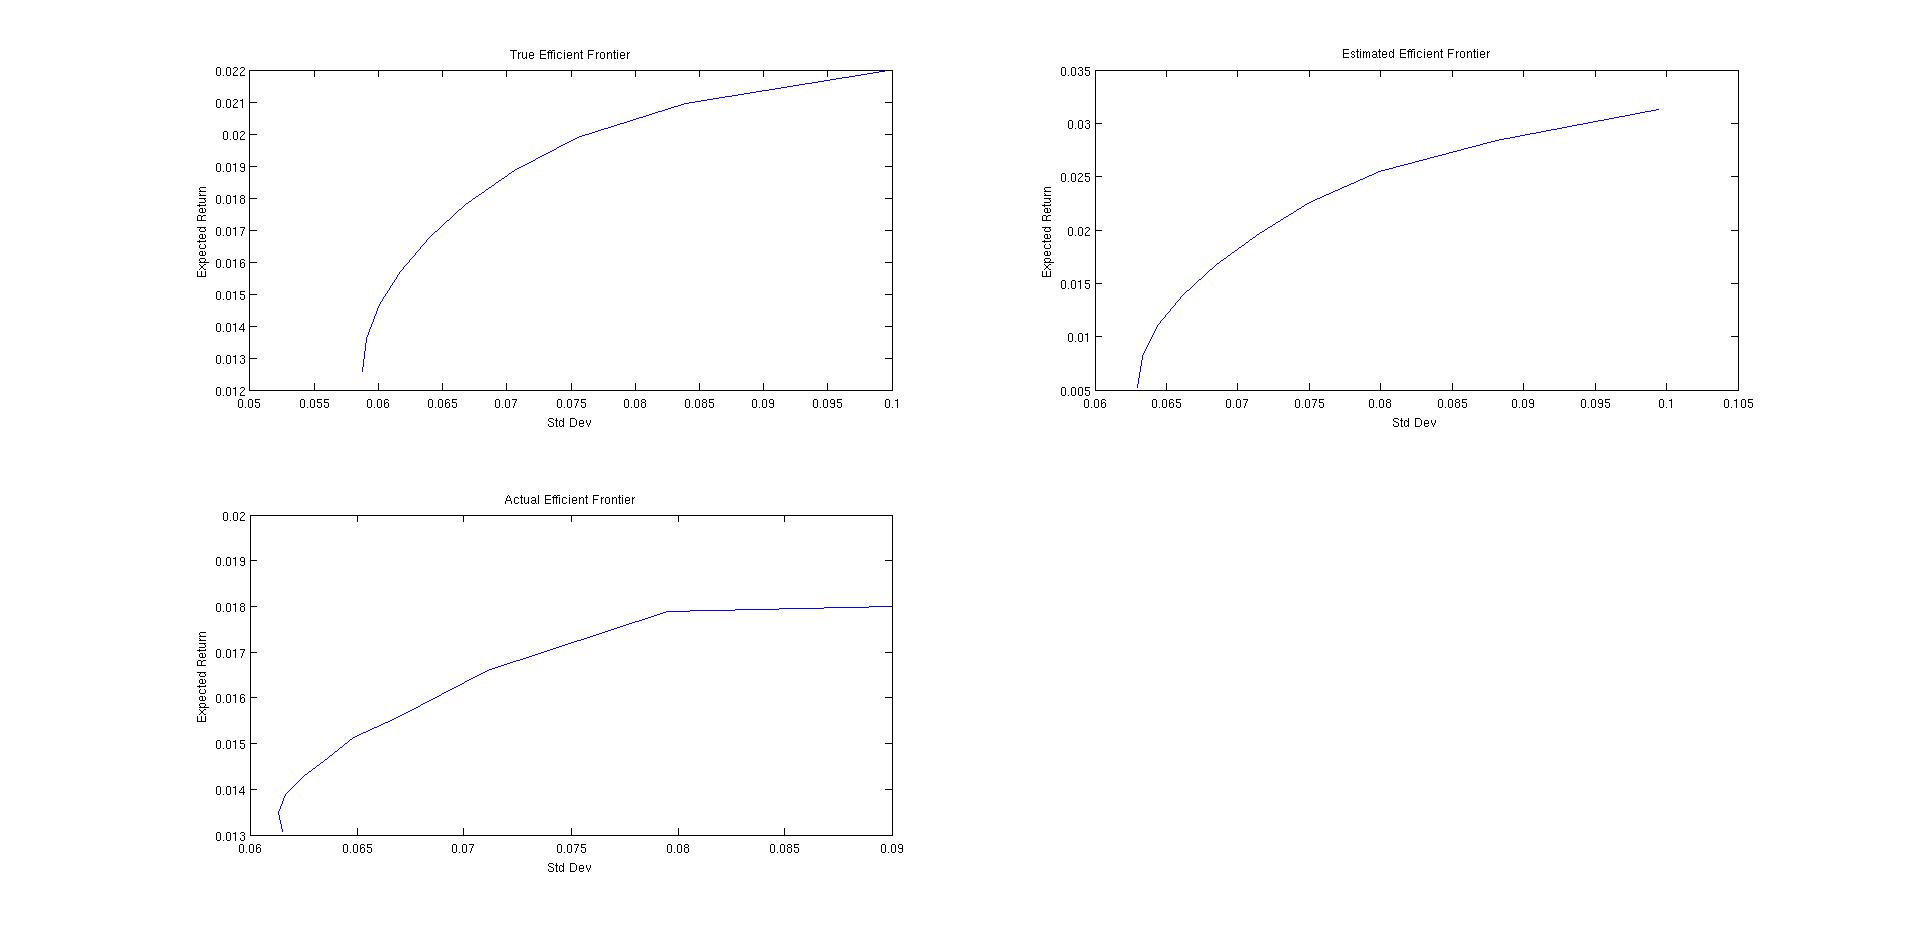 True Efficient Frontier
0.022
0.021
0.02
0.019
0.018
0.017
0.016
0.015
0.014
0.013
0.012
Expected Return
0.05 0.055 0.06 0.065 0.07 0.075 0.08 0.085 0.09 0.095 0.1
Std Dev
Estimated Efficient Frontier
0.035
0.03
0.025
0.02
0.015
0.01
0.005
Expected Return
0.06 0.065 0.07 0.075 0.08 0.085 0.09 0.095 0.1 0.105
Std Dev
Actual Efficient Frontier
0.02
0.019
0.018
0.017
0.016
0.015
0.014
0.013
Expected Return
0.06 0.065 0.07 0.075 0.08 0.085 0.09
Std Dev